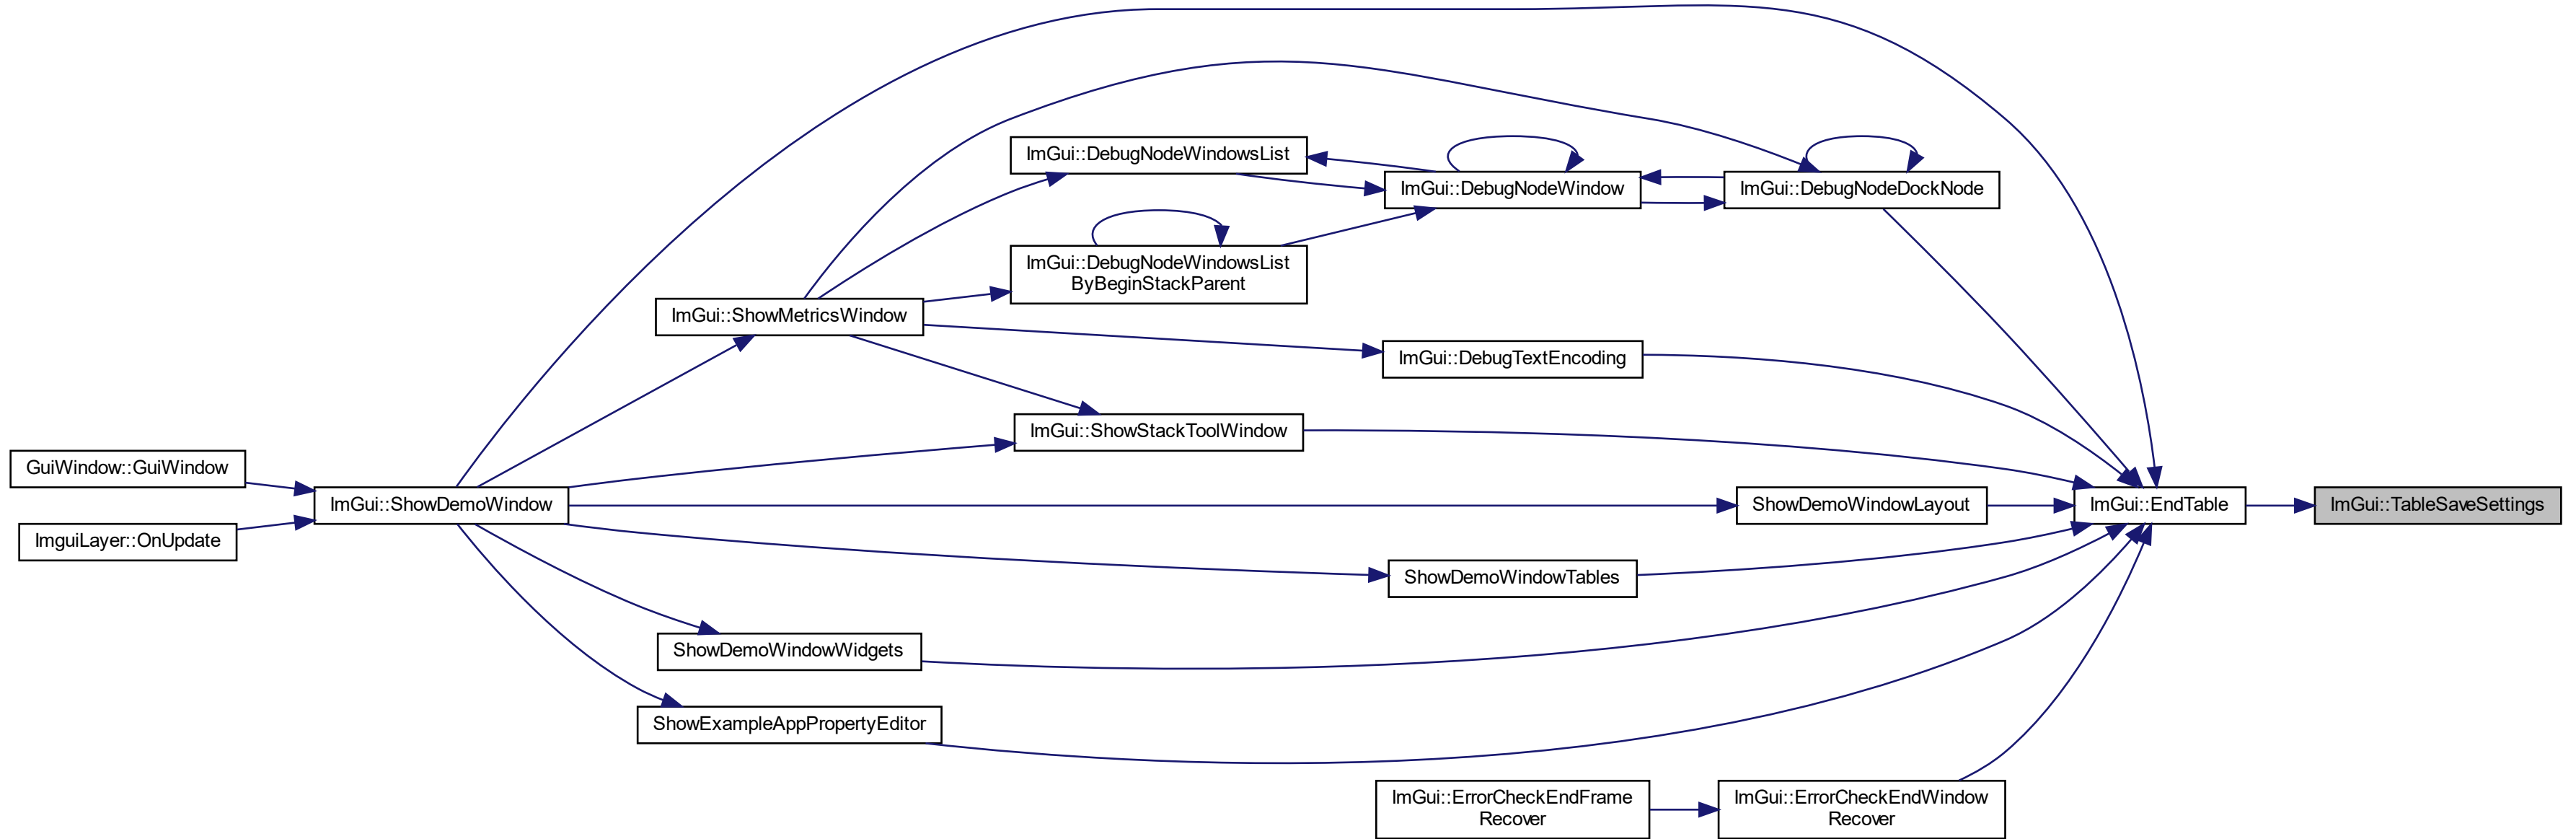 ImGui::DebugNodeWindowsList
ImGui::DebugNodeWindow
ImGui::DebugNodeDockNode
ImGui::DebugNodeWindowsList
ByBeginStackParent
ImGui::ShowMetricsWindow
ImGui::DebugTextEncoding
ImGui::ShowStackToolWindow
GuiWindow::GuiWindow
ImGui::ShowDemoWindow
ShowDemoWindowLayout
ImGui::EndTable
ImGui::TableSaveSettings
ImguiLayer::OnUpdate
ShowDemoWindowTables
ShowDemoWindowWidgets
ShowExampleAppPropertyEditor
ImGui::ErrorCheckEndFrame
Recover
ImGui::ErrorCheckEndWindow
Recover